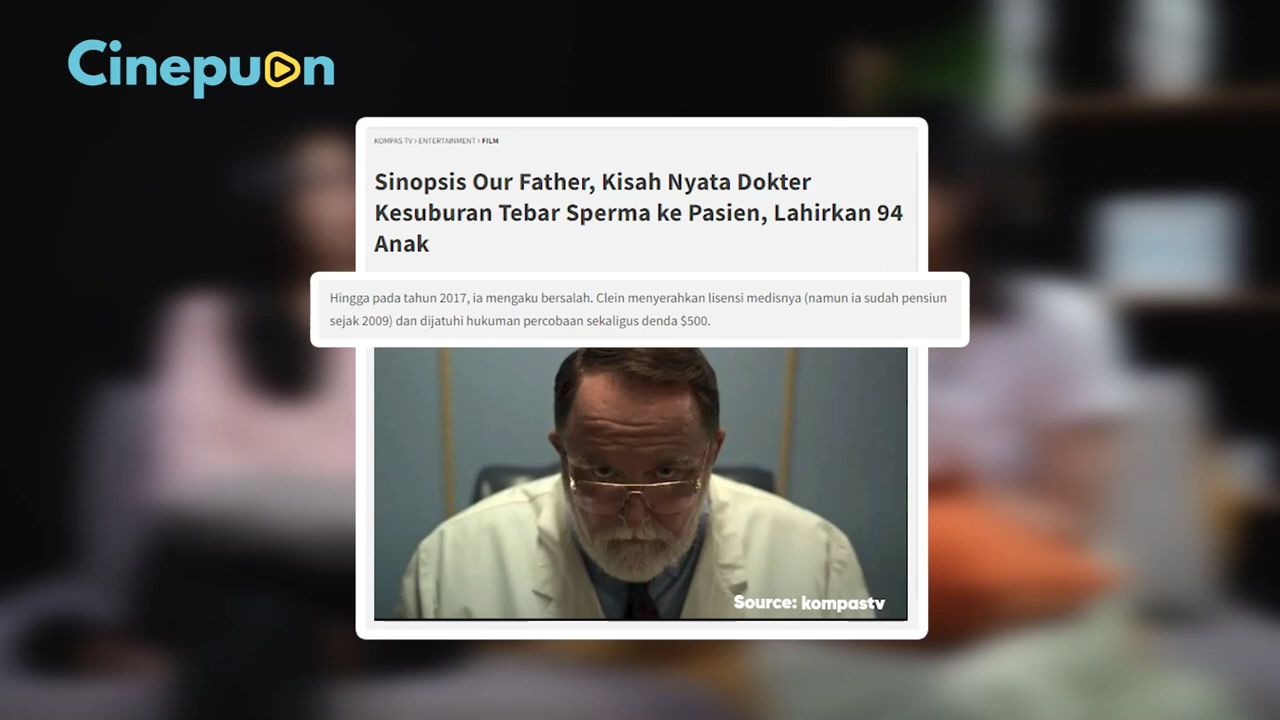 Cinepuan
KOMPAS TV > ENTERTAINMENT > FILM
Sinopsis Our Father, Kisah Nyata Dokter
Kesuburan Tebar Sperma ke Pasien, Lahirkan 94
Anak
Hingga pada tahun 2017, ia mengaku bersalah. Clein menyerahkan lisensi medisnya (namun ia sudah pensiun
sejak 2009) dan dijatuhi hukuman percobaan sekaligus denda $500.
Source: kompastv